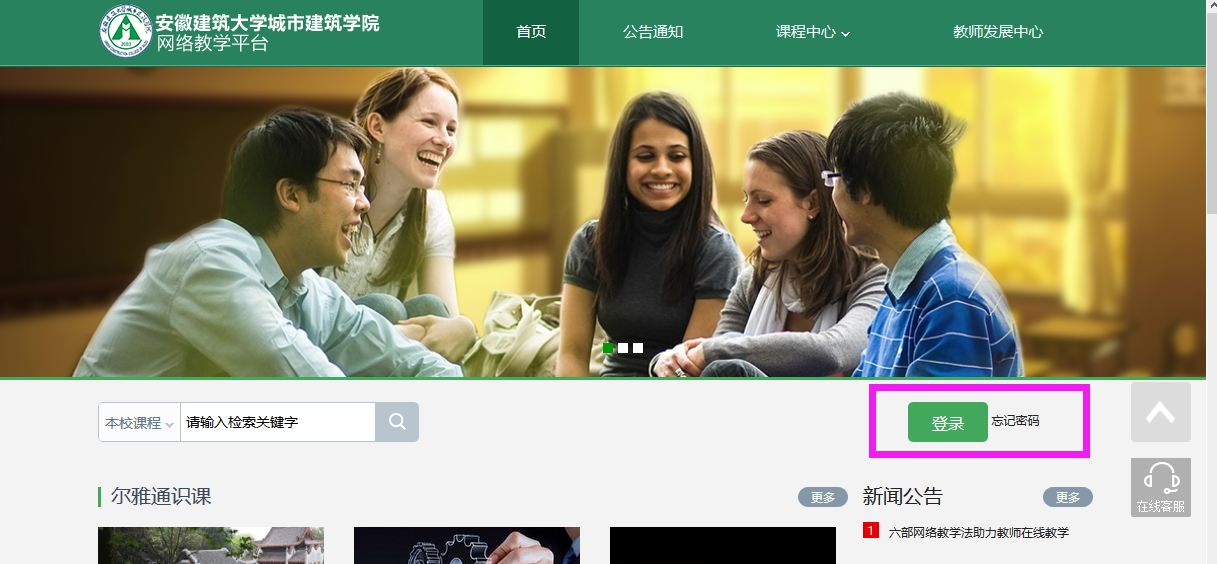 安徽建筑大学城市建筑学院
网络教学平台
首页
公告通知
课程中心
教师发展中心
本校课程
请输入检索关键字
登录
忘记密码
在线客服
尔雅通识课
更多
新闻公告
更多
1
六部网络教学法助力教师在线教学